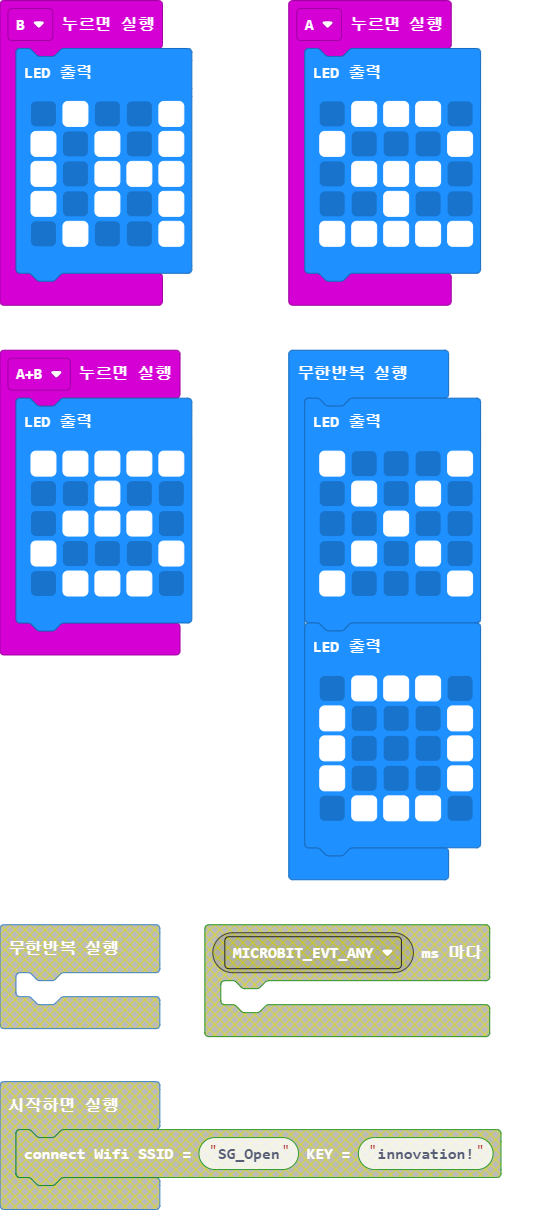 B 누르면 실행
LED 출력
A 누르면 실행
LED 출력
A+B 누르면 실행
LED 출력
무한반복 실행
LED 출력
LED 출력
무한반복 실행
MICROBIT_EVT_ANY ms 마다
시작하면 실행
connect Wifi SSID = "SG_Open" KEY = "innovation!"